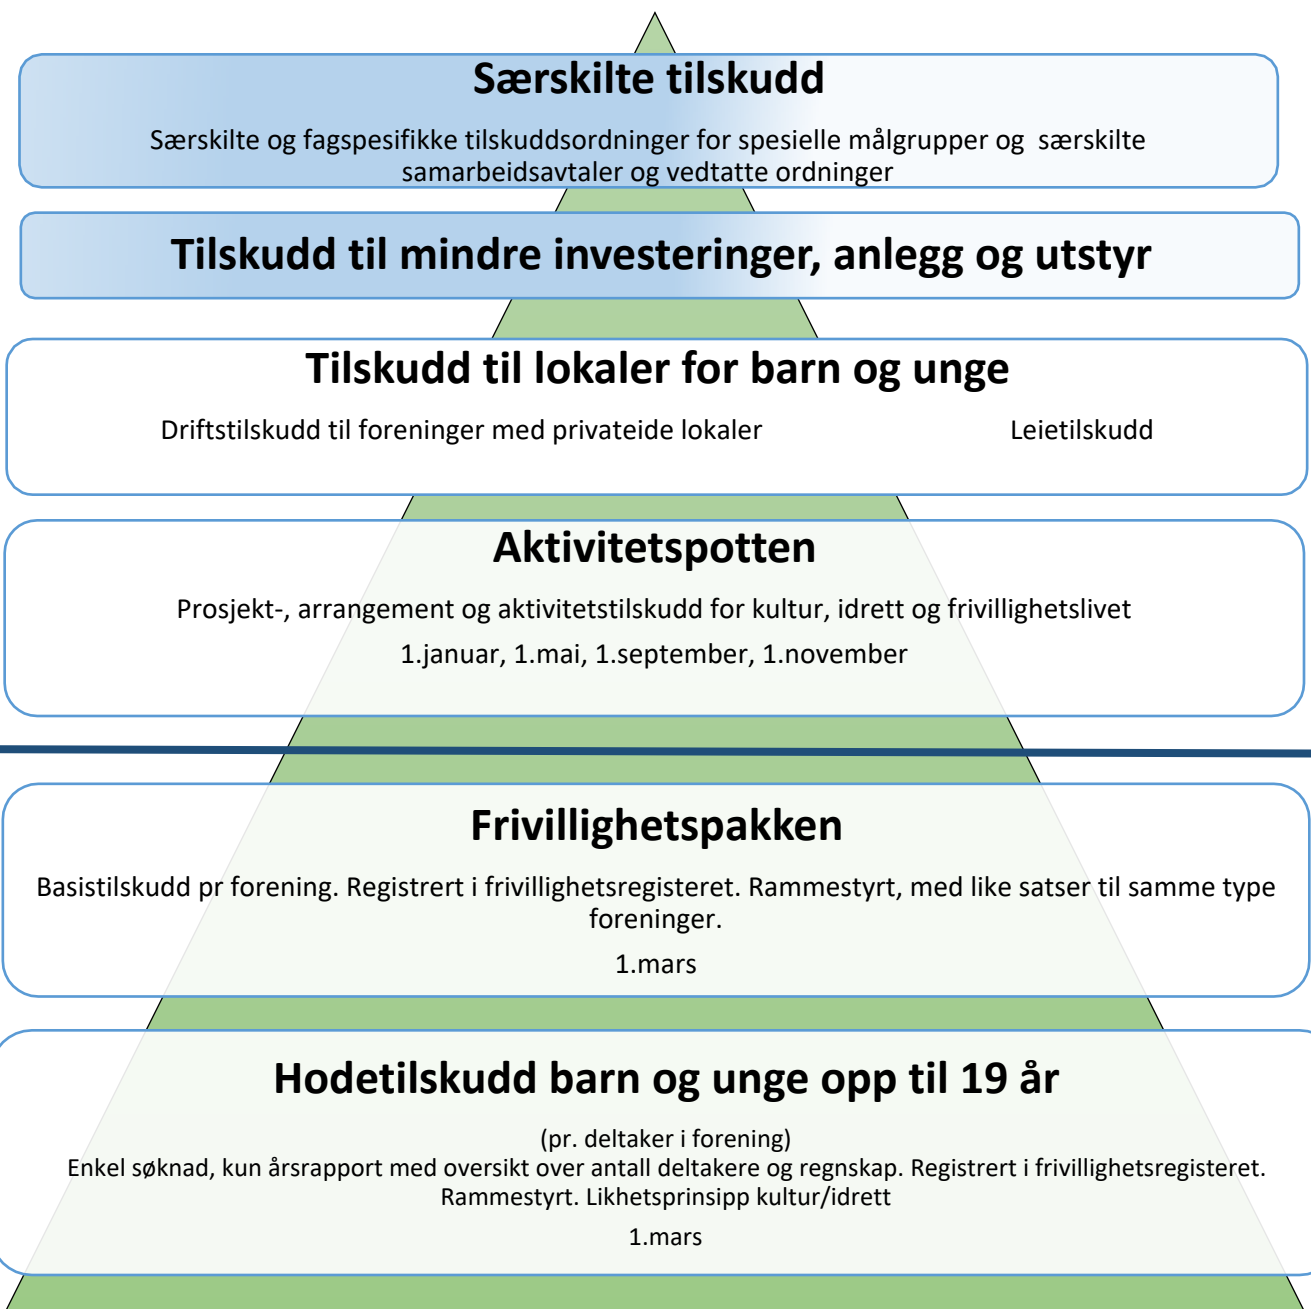 Særskilte tilskudd
Særskilte og fagspesifikke tilskuddsordninger for spesielle målgrupper og særskilte
samarbeidsavtaler og vedtatte ordninger
Tilskudd til mindre investeringer, anlegg og utstyr
Tilskudd til lokaler for barn og unge
Driftstilskudd til foreninger med privateide lokaler Leietilskudd
Aktivitetspotten
Prosjekt-, arrangement og aktivitetstilskudd for kultur, idrett og frivillighetslivet
1.januar, 1.mai, 1.september, 1.november
Frivillighetspakken
Basistilskudd pr forening. Registrert i frivillighetsregisteret. Rammestyrt, med like satser til samme type
foreninger.
1.mars
Hodetilskudd barn og unge opp til 19 år
(pr. deltaker i forening)
Enkel søknad, kun årsrapport med oversikt over antall deltakere og regnskap. Registrert i frivillighetsregisteret.
Rammestyrt. Likhetsprinsipp kultur/idrett
1.mars